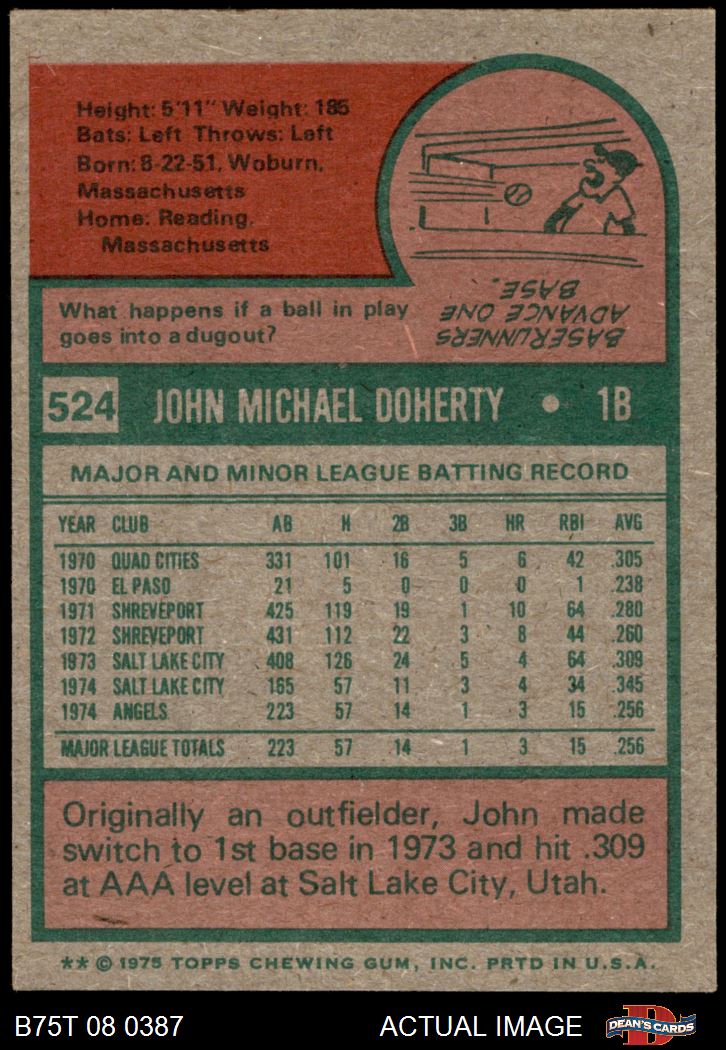 Height: 5'11" Weight: 185
Bats: Left Throws: Left
Born: 8-22-51, Woburn,
Massachusetts
Home: Reading,
Massachusetts
What happens if a ball in play
goes into a dugout?
BASERUNNERS
ADVANCE ONE
BASE.
524 JOHN MICHAEL DOHERTY • 1B
MAJOR AND MINOR LEAGUE BATTING RECORD
YEAR CLUB AB H 2B 3B HR RBI AVG
1970 QUAD CITIES 331 101 16 5 6 42 .305
1970 EL PASO 21 5 0 0 0 1 .238
1971 SHREVEPORT 425 119 19 1 10 64 .280
1972 SHREVEPORT 431 112 22 3 8 44 .260
1973 SALT LAKE CITY 408 126 24 5 4 64 .309
1974 SALT LAKE CITY 165 57 11 3 4 34 .345
1974 ANGELS 223 57 14 1 3 15 .256
MAJOR LEAGUE TOTALS 223 57 14 1 3 15 .256
Originally an outfielder, John made
switch to 1st base in 1973 and hit .309
at AAA level at Salt Lake City, Utah.
** © 1975 TOPPS CHEWING GUM, INC. PRTD IN U.S.A.
B75T 08 0387 ACTUAL IMAGE D DEAN'S CARDS